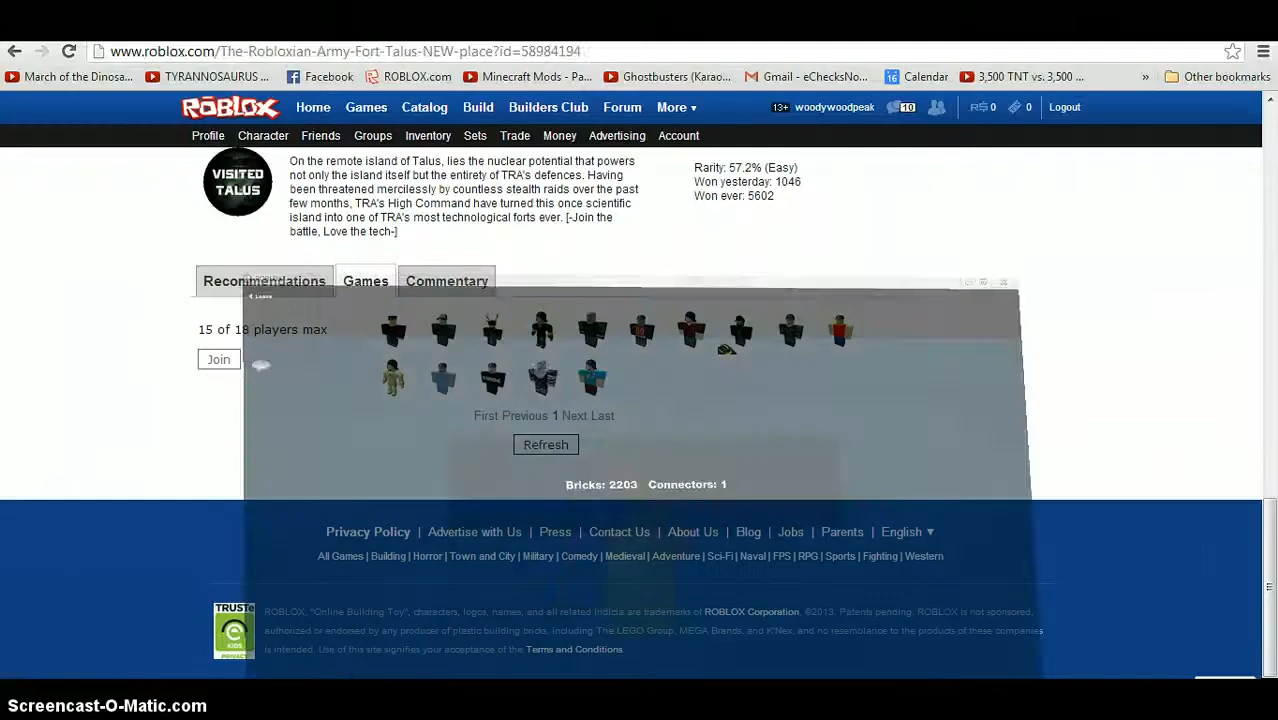 www.roblox.com/The-Robloxian-Army-Fort-Talus-NEW-place?id=58984194
March of the Dinosa... TYRANNOSAURUS ... Facebook ROBLOX.com Minecraft Mods - Pa... Ghostbusters (Karao... Gmail - eChecksNo... 16 Calendar 3,500 TNT vs. 3,500 ... » Other bookmarks
ROBLOX Home Games Catalog Build Builders Club Forum More 13+ woodywoodpeak 10 R$ 0 0 Logout
Profile Character Friends Groups Inventory Sets Trade Money Advertising Account
VISITED
TALUS
On the remote island of Talus, lies the nuclear potential that powers
not only the island itself but the entirety of TRA's defences. Having
been threatened mercilessly by countless stealth raids over the past
few months, TRA's High Command have turned this once scientific
island into one of TRA's most technological forts ever. [-Join the
battle, Love the tech-]
Rarity: 57.2% (Easy)
Won yesterday: 1046
Won ever: 5602
Recommendations Games Commentary
Leave
15 of 18 players max
Join
First Previous 1 Next Last
Refresh
Bricks: 2203 Connectors: 1
Privacy Policy | Advertise with Us | Press | Contact Us | About Us | Blog | Jobs | Parents | English
All Games | Building | Horror | Town and City | Military | Comedy | Medieval | Adventure | Sci-Fi | Naval | FPS | RPG | Sports | Fighting | Western
TRUSTe
KIDS
PRIVACY
ROBLOX, "Online Building Toy", characters, logos, names, and all related indicia are trademarks of ROBLOX Corporation, ©2013. Patents pending. ROBLOX is not sponsored,
authorized or endorsed by any producer of plastic building bricks, including The LEGO Group, MEGA Brands, and K'Nex, and no resemblance to the products of these companies
is intended. Use of this site signifies your acceptance of the Terms and Conditions.
Screencast-O-Matic.com